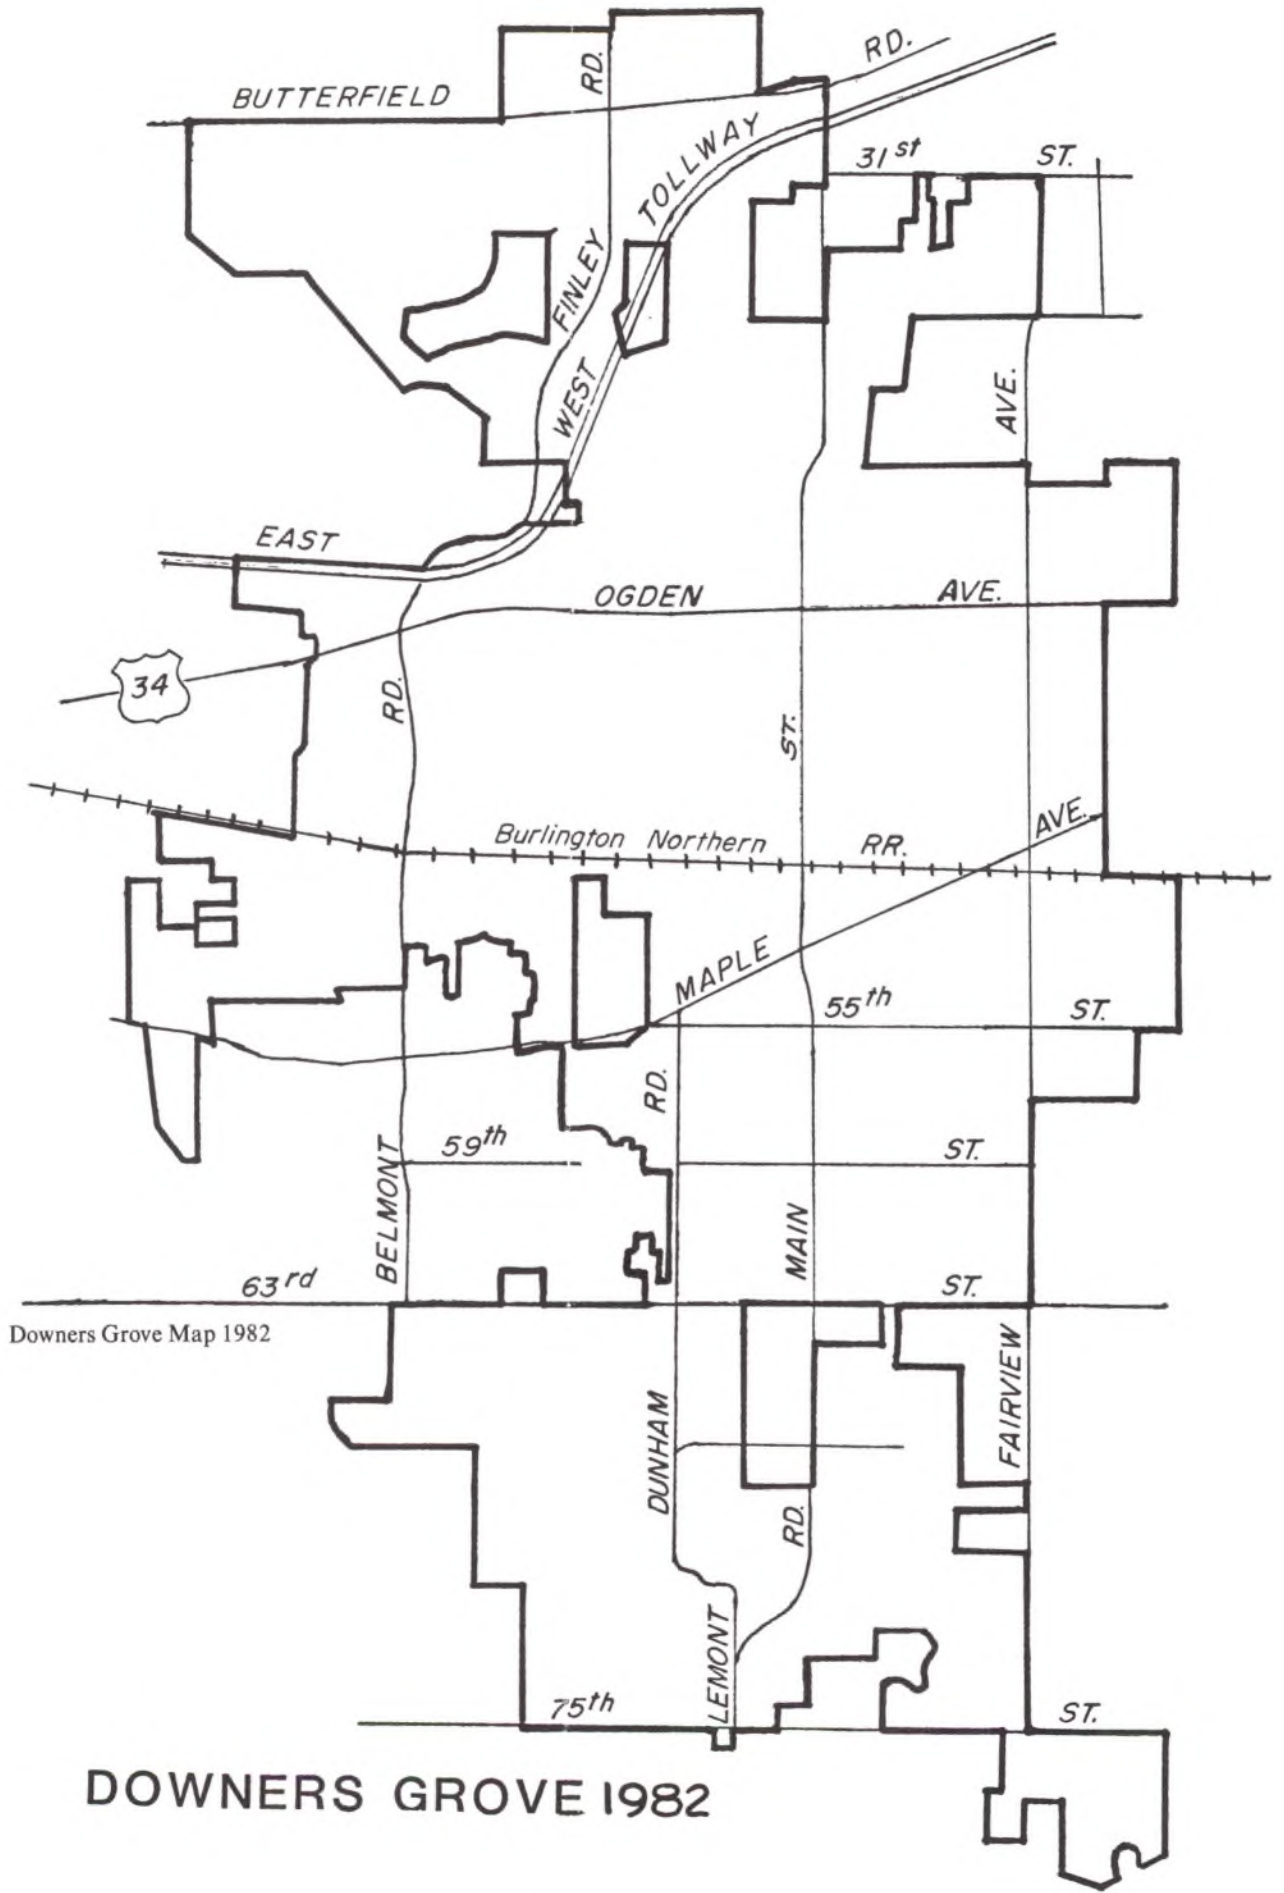 BUTTERFIELD
RD.
RD.
TOLLWAY
31st
ST.
FINLEY
WEST
AVE.
EAST
OGDEN
AVE.
34
RD.
ST.
Burlington Northern
RR.
AVE.
MAPLE
55th
ST.
RD.
59th
ST.
BELMONT
MAIN
63rd
ST.
Downers Grove Map 1982
FAIRVIEW
DUNHAM
RD.
LEMONT
75th
ST.
DOWNERS GROVE 1982